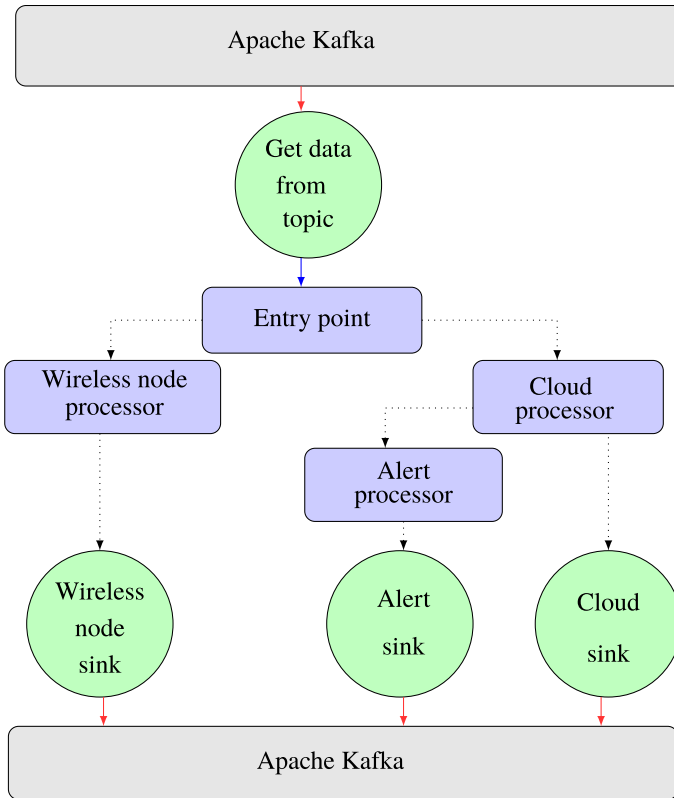 Apache Kafka
Get data
from
topic
Entry point
Wireless node
processor
Cloud
processor
Alert
processor
Wireless
node
sink
Alert
sink
Cloud
sink
Apache Kafka